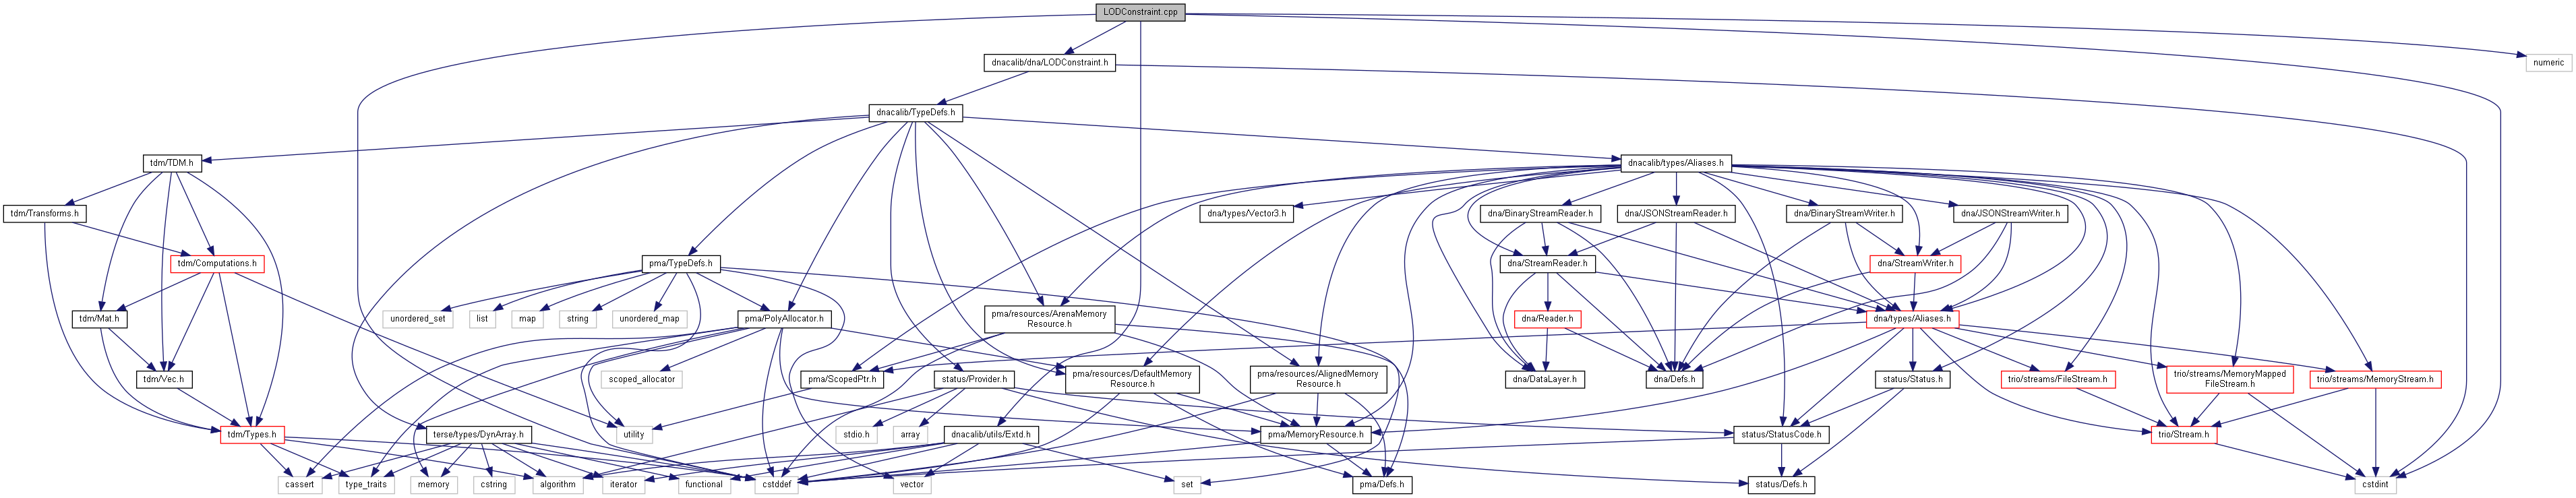 LODConstraint.cpp
dnacalib/dna/LODConstraint.h
numeric
dnacalib/TypeDefs.h
tdm/TDM.h
dnacalib/types/Aliases.h
tdm/Transforms.h
dna/types/Vector3.h
dna/BinaryStreamReader.h
dna/JSONStreamReader.h
dna/BinaryStreamWriter.h
dna/JSONStreamWriter.h
tdm/Computations.h
pma/TypeDefs.h
dna/StreamReader.h
dna/StreamWriter.h
tdm/Mat.h
unordered_set
list
map
string
unordered_map
pma/PolyAllocator.h
pma/resources/ArenaMemory
Resource.h
dna/Reader.h
dna/types/Aliases.h
tdm/Vec.h
scoped_allocator
pma/ScopedPtr.h
status/Provider.h
pma/resources/DefaultMemory
Resource.h
pma/resources/AlignedMemory
Resource.h
dna/DataLayer.h
dna/Defs.h
status/Status.h
trio/streams/FileStream.h
trio/streams/MemoryMapped
FileStream.h
trio/streams/MemoryStream.h
tdm/Types.h
terse/types/DynArray.h
utility
stdio.h
array
dnacalib/utils/Extd.h
pma/MemoryResource.h
status/StatusCode.h
trio/Stream.h
cassert
type_traits
memory
cstring
algorithm
iterator
functional
cstddef
vector
set
pma/Defs.h
status/Defs.h
cstdint